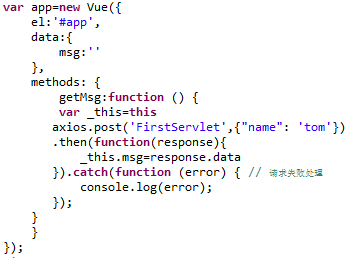 var app=new Vue({
el:'#app',
data:{
msg:''
},
methods: {
getMsg:function () {
var _this=this
axios.post('FirstServlet',{"name": 'tom'})
.then(function(response){
_this.msg=response.data
}).catch(function (error) { // 请求失败处理
console.log(error);
});
}
}
});